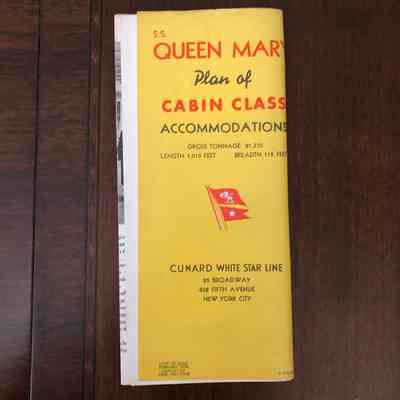 S.S.
QUEEN MARY
Plan of
CABIN CLASS
ACCOMMODATIONS
GROSS TONNAGE 81,235
LENGTH 1,019 FEET BREADTH 118 FEET
CUNARD WHITE STAR LINE
25 BROADWAY
638 FIFTH AVENUE
NEW YORK CITY